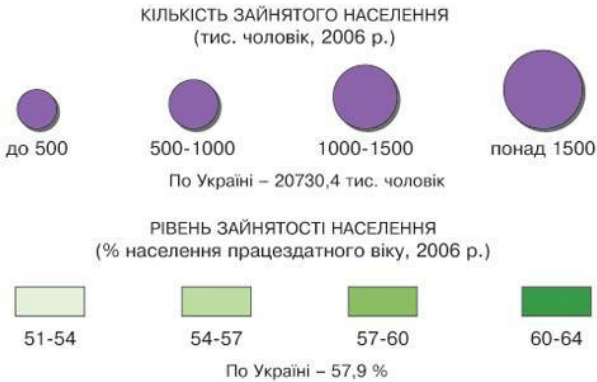 КІЛЬКІСТЬ ЗАЙНЯТОГО НАСЕЛЕННЯ
(тис. чоловік, 2006 р.)
до 500
500-1000
1000-1500
понад 1500
По Україні – 20730,4 тис. чоловік
РІВЕНЬ ЗАЙНЯТОСТІ НАСЕЛЕННЯ
(% населення працездатного віку, 2006 р.)
51-54
54-57
57-60
60-64
По Україні – 57,9 %